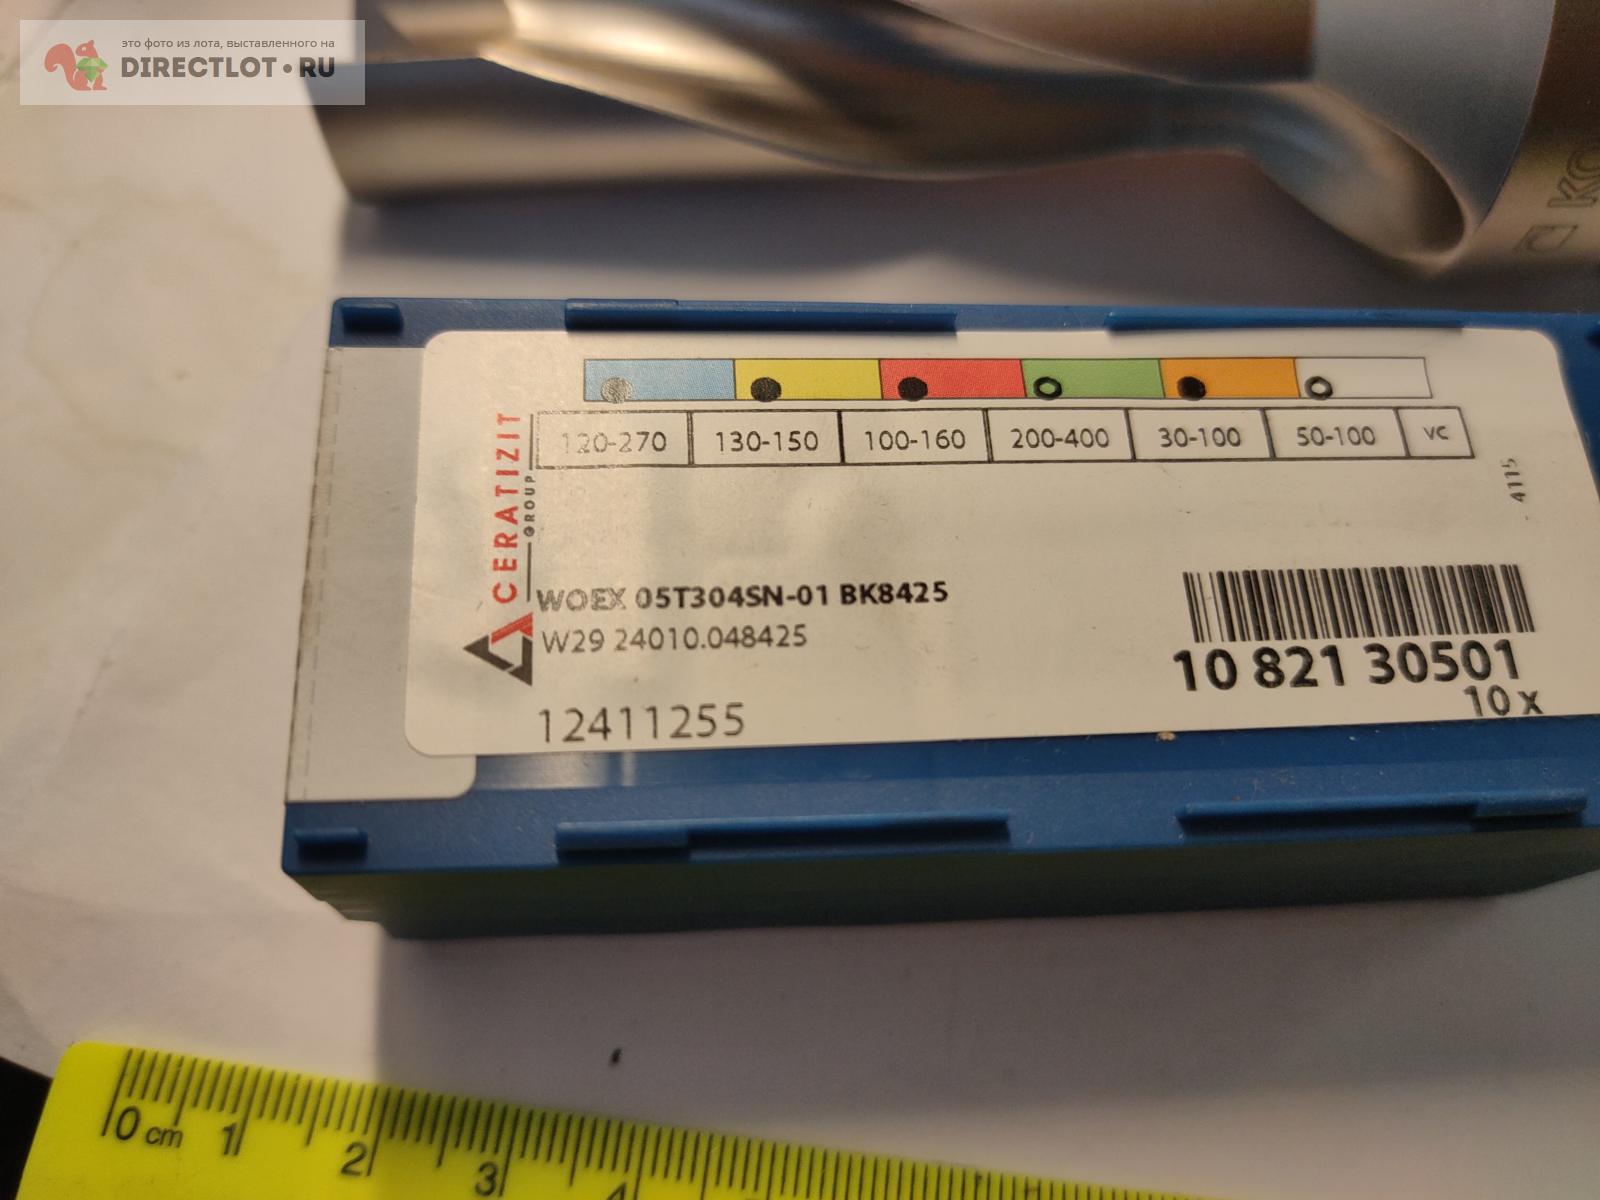 это фото из лота, выставленного на
DIRECTLOT.RU
120-270 130-150 100-160 200-400 30-100 50-100 vc
4115
CERATIZIT
GROUP
WOEX 05T304SN-01 BK8425
W29 24010.048425
12411255
10 821 30501
10 x
0 cm 1 2 3 4